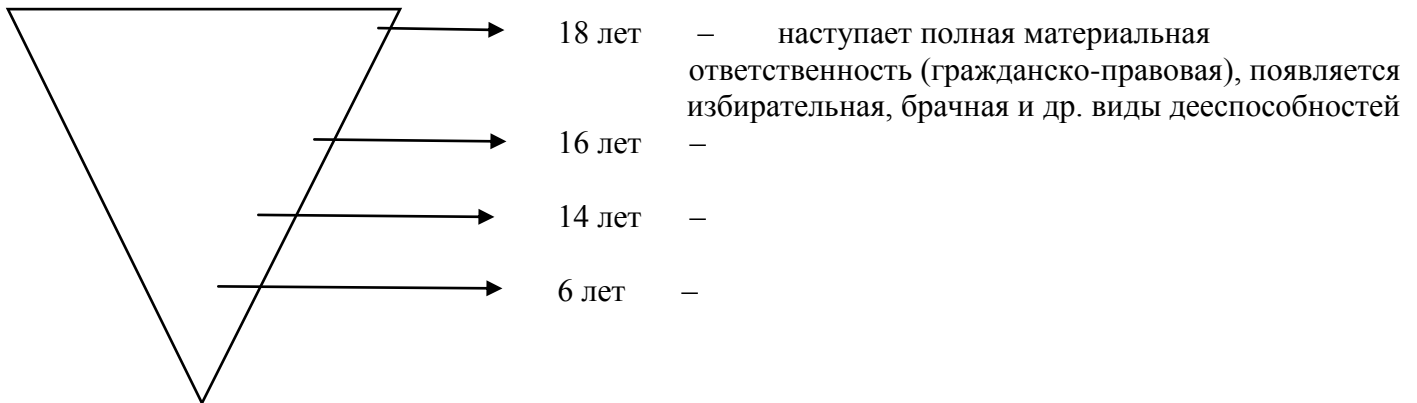 18 лет – наступает полная материальная
ответственность (гражданско-правовая), появляется
избирательная, брачная и др. виды дееспособностей
16 лет –
14 лет –
6 лет –